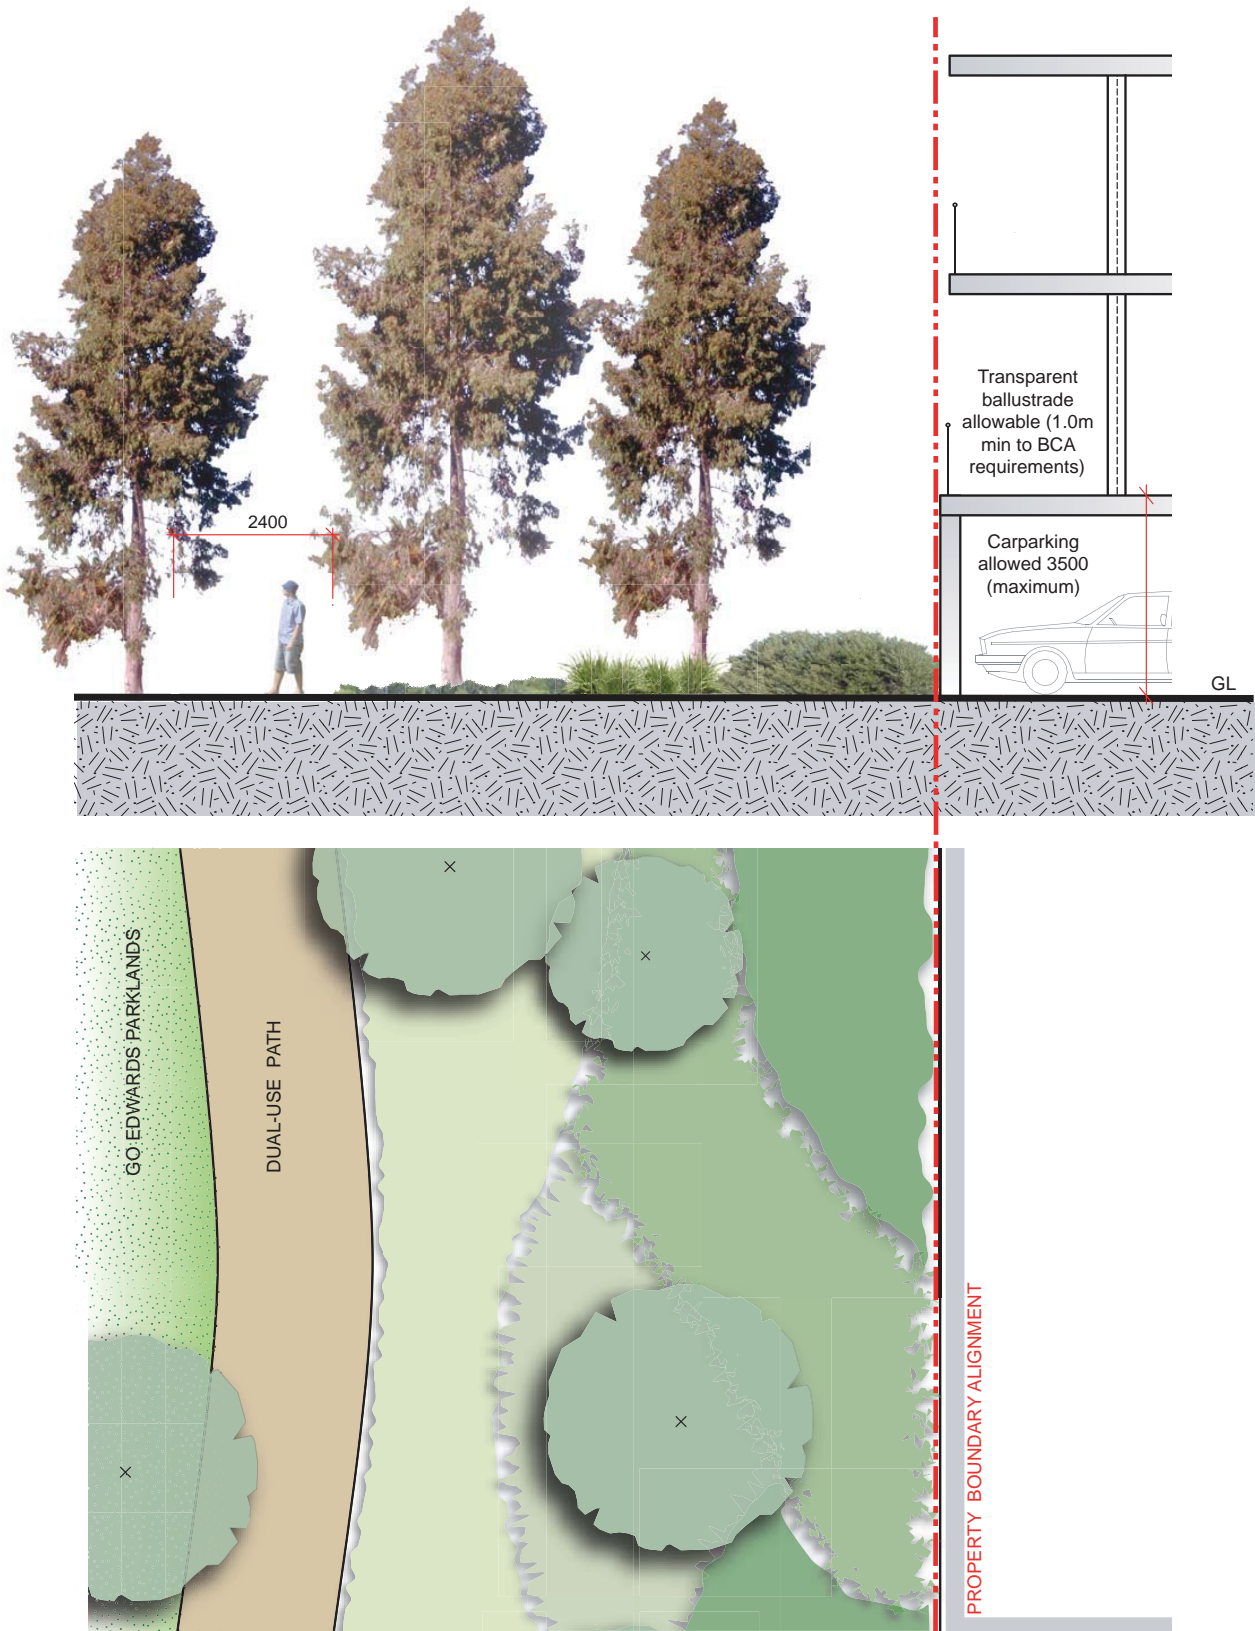 Transparent
ballustrade
allowable (1.0m
min to BCA
requirements)
2400
Carparking
allowed 3500
(maximum)
GL
GO EDWARDS PARKLANDS
DUAL-USE PATH
PROPERTY BOUNDARY ALIGNMENT